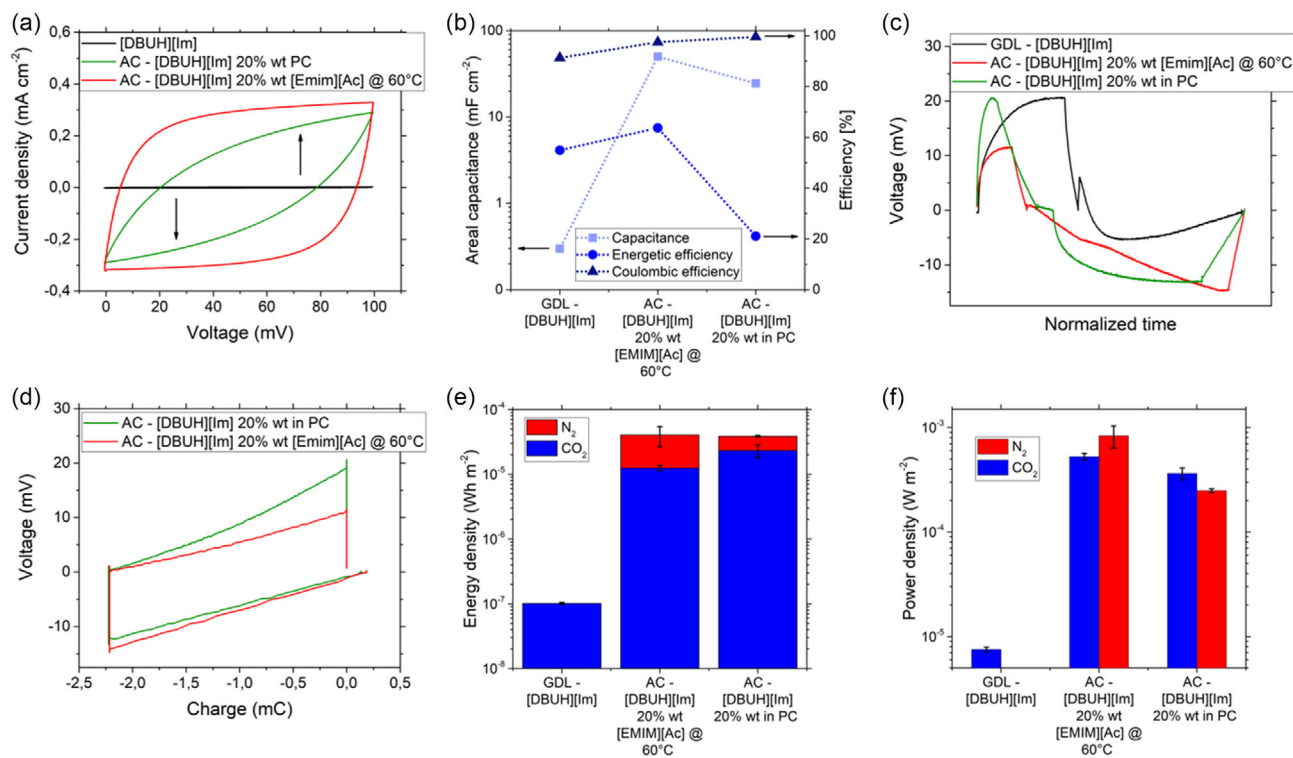 (a)
0,6
0,4
0,2
0,0
-0,2
-0,4
Current density (mA cm⁻²)
[DBUH][Im]
AC - [DBUH][Im] 20% wt PC
AC - [DBUH][Im] 20% wt [Emim][Ac] @ 60°C
0 20 40 60 80 100
Voltage (mV)
(b)
100
10
1
0
Areal capacitance (mF cm⁻²)
100
80
60
40
20
0
Efficiency [%]
Capacitance
Energetic efficiency
Coulombic efficiency
GDL -
[DBUH][Im]
AC -
[DBUH][Im]
20% wt
[EMIM][Ac] @
60°C
AC -
[DBUH][Im]
20% wt in PC
(c)
30
20
10
0
-10
Voltage (mV)
GDL - [DBUH][Im]
AC - [DBUH][Im] 20% wt [Emim][Ac] @ 60°C
AC - [DBUH][Im] 20% wt in PC
Normalized time
(d)
30
20
10
0
-10
Voltage (mV)
AC - [DBUH][Im] 20% wt in PC
AC - [DBUH][Im] 20% wt [Emim][Ac] @ 60°C
-2,5 -2,0 -1,5 -1,0 -0,5 0,0 0,5
Charge (mC)
(e)
10⁻⁴
10⁻⁵
10⁻⁶
10⁻⁷
10⁻⁸
Energy density (Wh m⁻²)
N₂
CO₂
GDL -
[DBUH][Im]
AC -
[DBUH][Im]
20% wt
[EMIM][Ac] @
60°C
AC -
[DBUH][Im]
20% wt in PC
(f)
10⁻³
10⁻⁴
10⁻⁵
Power density (W m⁻²)
N₂
CO₂
GDL -
[DBUH][Im]
AC -
[DBUH][Im]
20% wt
[EMIM][Ac] @
60°C
AC -
[DBUH][Im]
20% wt in PC